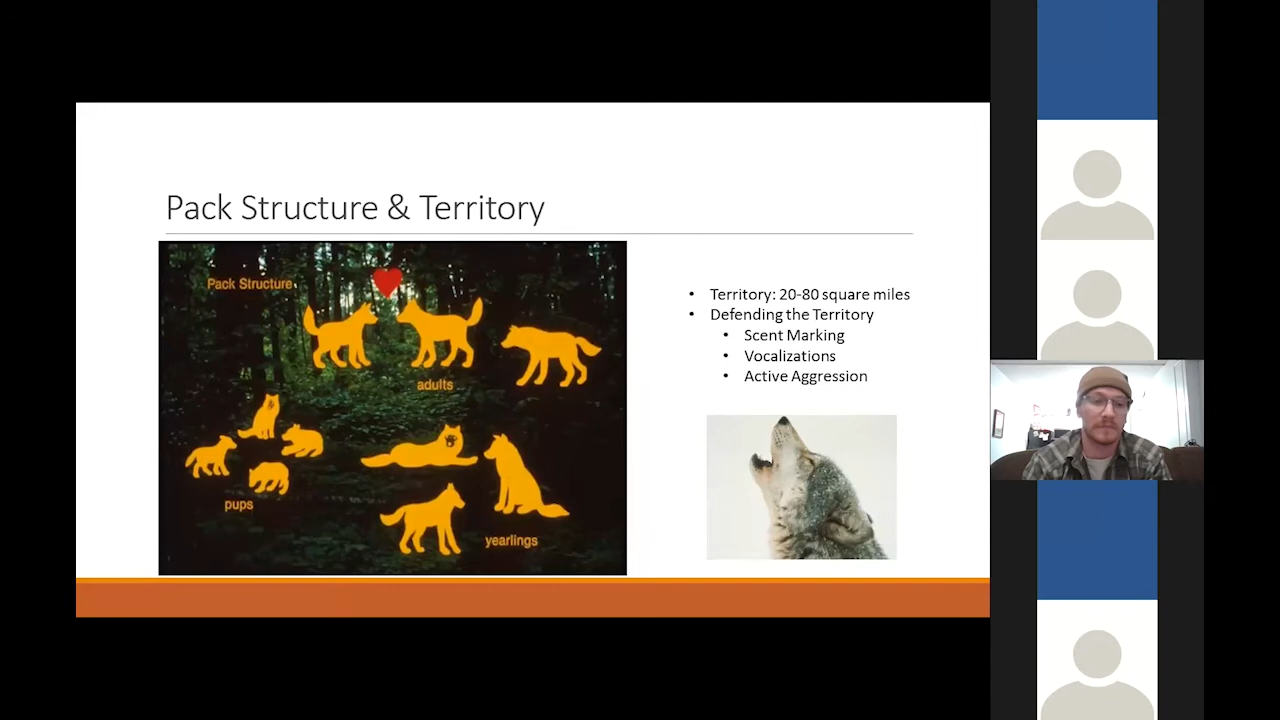 Pack Structure & Territory
Pack Structure
adults
pups
yearlings
• Territory: 20-80 square miles
• Defending the Territory
• Scent Marking
• Vocalizations
• Active Aggression